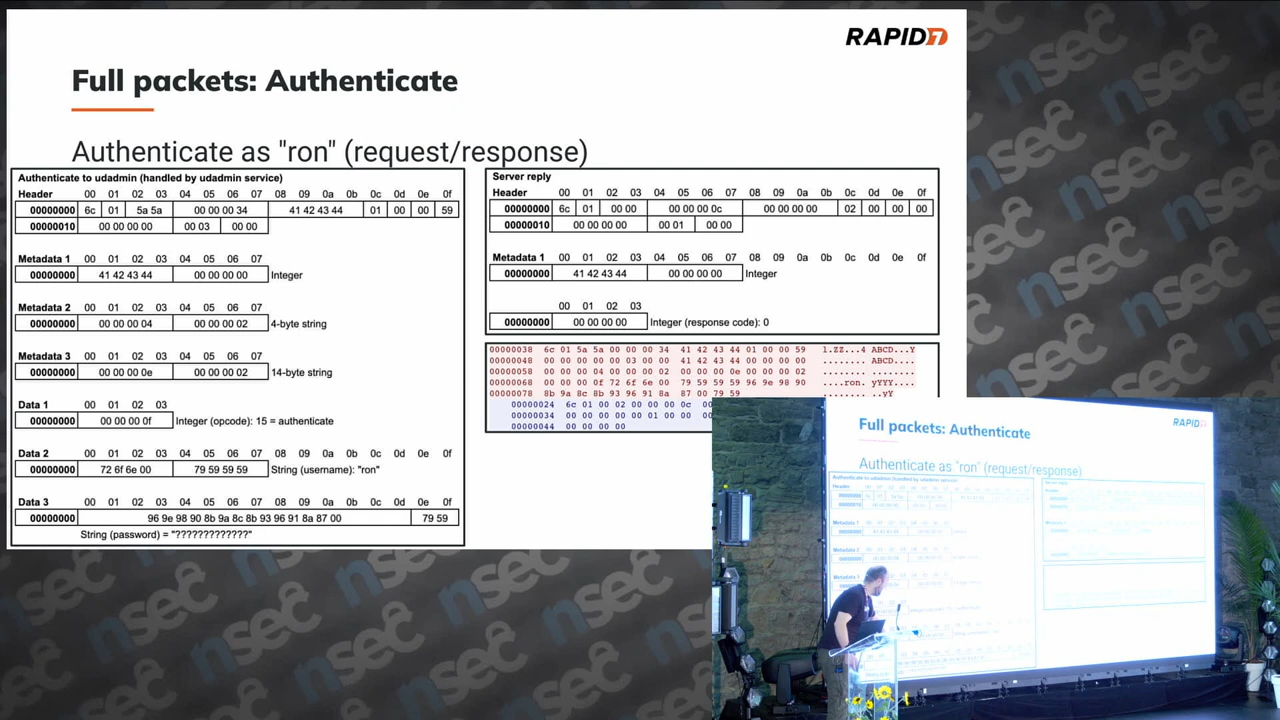 RAPID7
Full packets: Authenticate
Authenticate as "ron" (request/response)
Authenticate to udadmin (handled by udadmin service)
Header 00 01 02 03 04 05 06 07 08 09 0a 0b 0c 0d 0e 0f
00000000 6c 01 5a 5a 00 00 00 34 41 42 43 44 01 00 00 59
00000010 00 00 00 00 00 03 00 00
Metadata 1 00 01 02 03 04 05 06 07
00000000 41 42 43 44 00 00 00 00 Integer
Metadata 2 00 01 02 03 04 05 06 07
00000000 00 00 00 04 00 00 00 02 4-byte string
Metadata 3 00 01 02 03 04 05 06 07
00000000 00 00 00 0e 00 00 00 02 14-byte string
Data 1 00 01 02 03
00000000 00 00 00 0f Integer (opcode): 15 = authenticate
Data 2 00 01 02 03 04 05 06 07 08 09 0a 0b 0c 0d 0e 0f
00000000 72 6f 6e 00 79 59 59 59 String (username): "ron"
Data 3 00 01 02 03 04 05 06 07 08 09 0a 0b 0c 0d 0e 0f
00000000 96 9e 98 90 8b 9a 8c 8b 93 96 91 8a 87 00 79 59
String (password) = "?????????????"
Server reply
Header 00 01 02 03 04 05 06 07 08 09 0a 0b 0c 0d 0e 0f
00000000 6c 01 00 00 00 00 00 0c 00 00 00 00 02 00 00 00
00000010 00 00 00 00 00 01 00 00
Metadata 1 00 01 02 03 04 05 06 07 08 09 0a 0b 0c 0d 0e 0f
00000000 41 42 43 44 00 00 00 00 Integer
00 01 02 03
00000000 00 00 00 00 Integer (response code): 0
00000038 6c 01 5a 5a 00 00 00 34 41 42 43 44 01 00 00 59 l.ZZ...4 ABCD...Y
00000048 00 00 00 00 00 03 00 00 41 42 43 44 00 00 00 00 ........ ABCD....
00000058 00 00 00 04 00 00 00 02 00 00 00 0e 00 00 00 02 ........ ........
00000068 00 00 00 0f 72 6f 6e 00 79 59 59 59 96 9e 98 90 ....ron. yYYY....
00000078 8b 9a 8c 8b 93 96 91 8a 87 00 79 59 ........ ..yY
00000024 6c 01 00 00 00 00 00 0c 00
00000034 00 00 00 00 00 01 00 00
00000044 00 00 00 00
RAPID7
Full packets: Authenticate
Authenticate as "ron" (request/response)
nsec